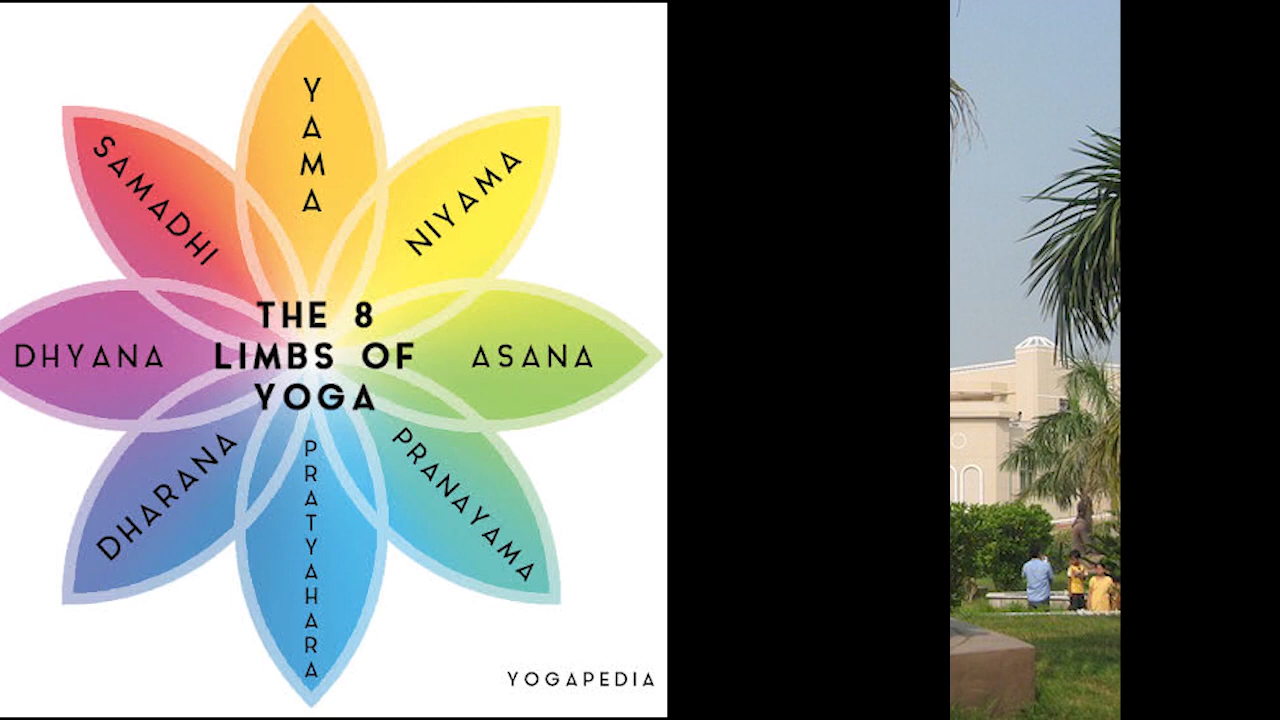 YAMA
NIYAMA
ASANA
PRANAYAMA
PRATYAHARA
DHARANA
DHYANA
SAMADHI
THE 8
LIMBS OF
YOGA
YOGAPEDIA